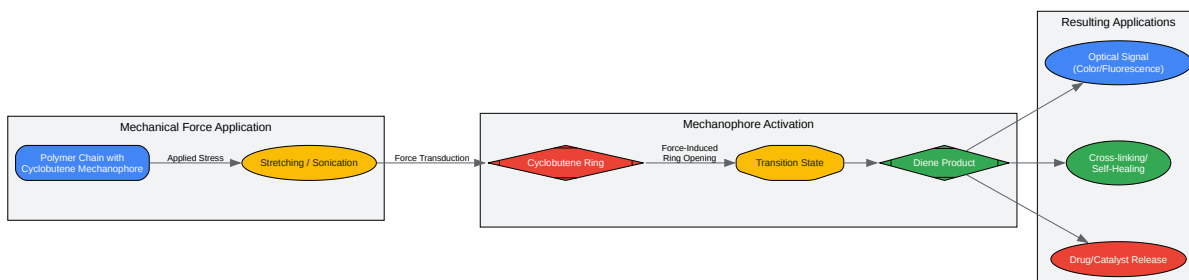 Resulting Applications
Optical Signal
(Color/Fluorescence)
Mechanical Force Application
Mechanophore Activation
Polymer Chain with
Cyclobutene Mechanophore
Applied Stress
Stretching / Sonication
Force Transduction
Cyclobutene Ring
Force-Induced
Ring Opening
Transition State
Diene Product
Cross-linking/
Self-Healing
Drug/Catalyst Release